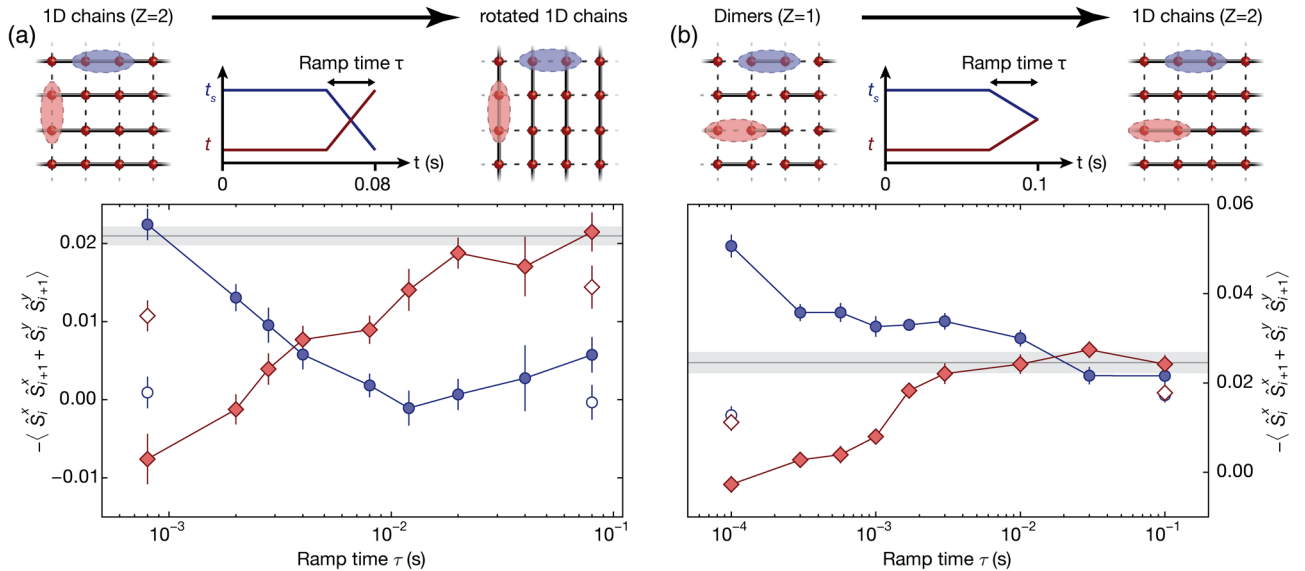 (a)
1D chains (Z=2)
rotated 1D chains
Ramp time τ
t_s
t
t (s)
0
0.08
0.02
0.01
0.00
−0.01
−⟨ Ŝ_i^x Ŝ_{i+1}^x + Ŝ_i^y Ŝ_{i+1}^y ⟩
10^{-3}
10^{-2}
10^{-1}
Ramp time τ (s)
(b)
Dimers (Z=1)
1D chains (Z=2)
Ramp time τ
t_s
t
t (s)
0
0.1
0.06
0.04
0.02
0.00
−⟨ Ŝ_i^x Ŝ_{i+1}^x + Ŝ_i^y Ŝ_{i+1}^y ⟩
10^{-4}
10^{-3}
10^{-2}
10^{-1}
Ramp time τ (s)